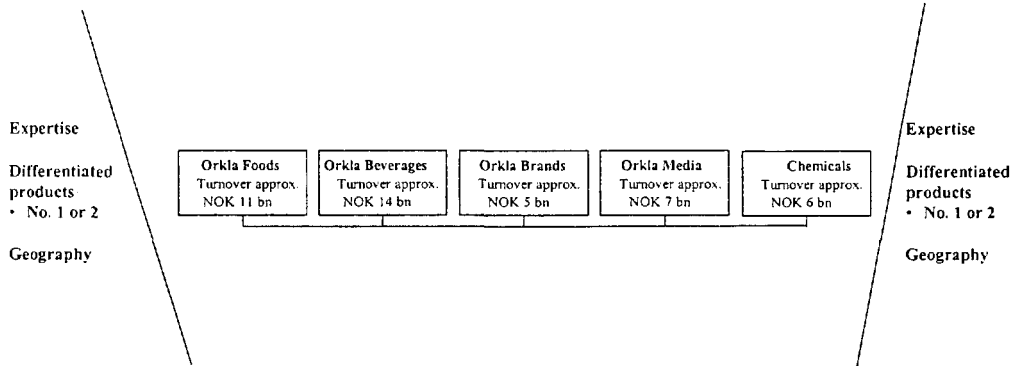 Expertise
Differentiated
products
• No. 1 or 2
Geography
Orkla Foods
Turnover approx.
NOK 11 bn
Orkla Beverages
Turnover approx.
NOK 14 bn
Orkla Brands
Turnover approx.
NOK 5 bn
Orkla Media
Turnover approx.
NOK 7 bn
Chemicals
Turnover approx.
NOK 6 bn
Expertise
Differentiated
products
• No. 1 or 2
Geography